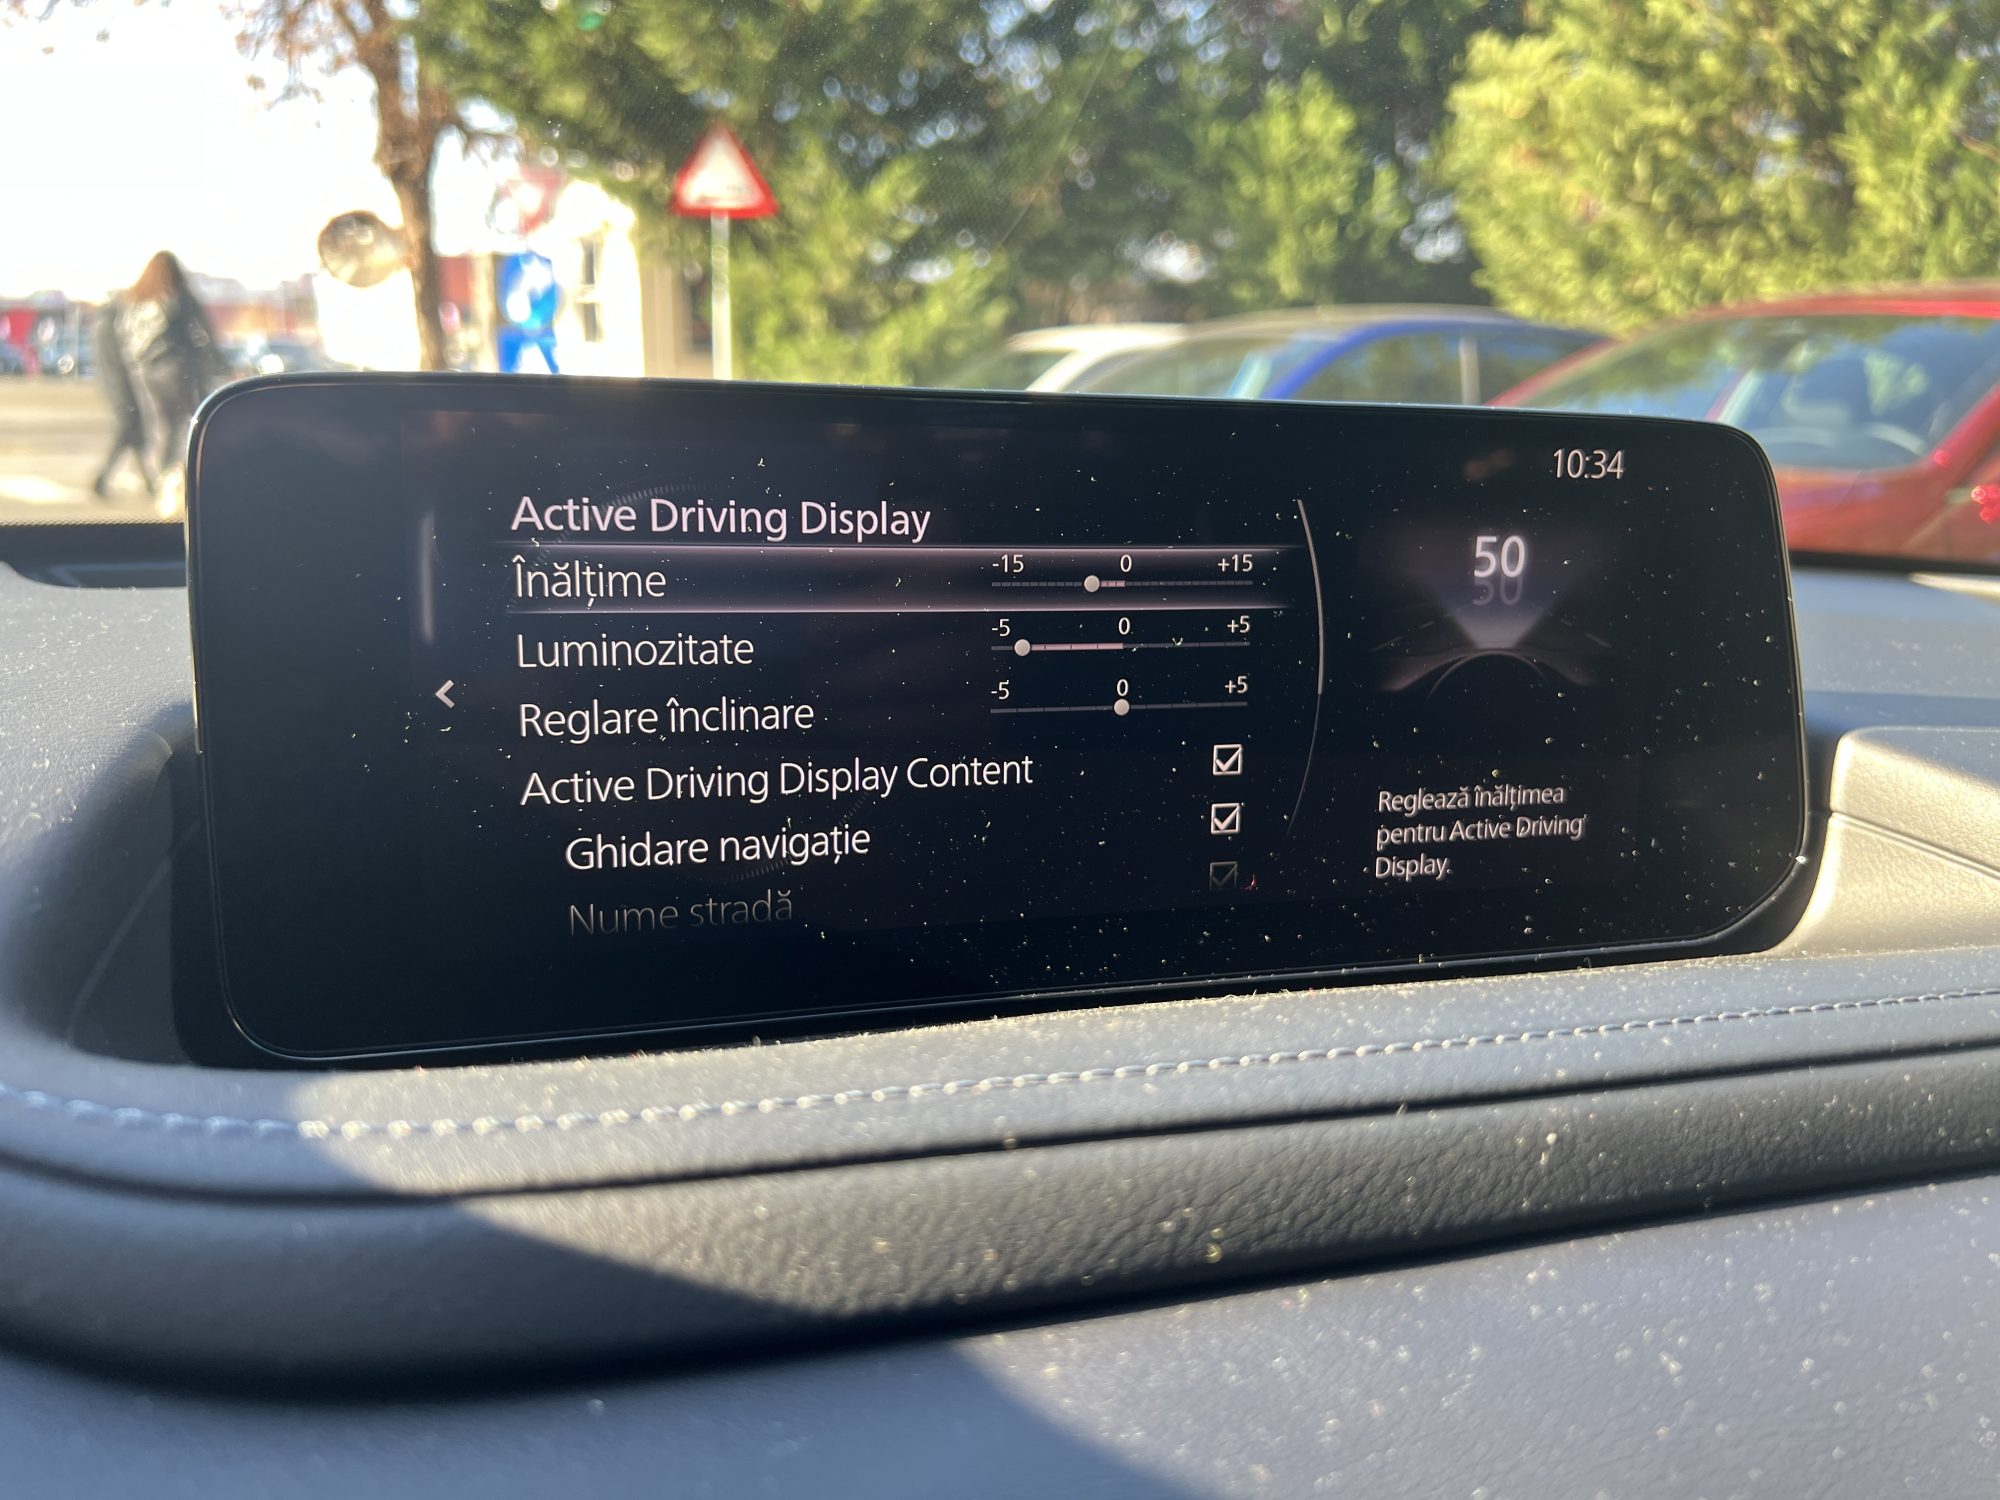 10:34
Active Driving Display
Înălțime -15 0 +15
Luminozitate -5 0 +5
Reglare înclinare -5 0 +5
Active Driving Display Content
Ghidare navigație
Nume stradă
50
50
Reglează înălțimea
pentru Active Driving
Display.